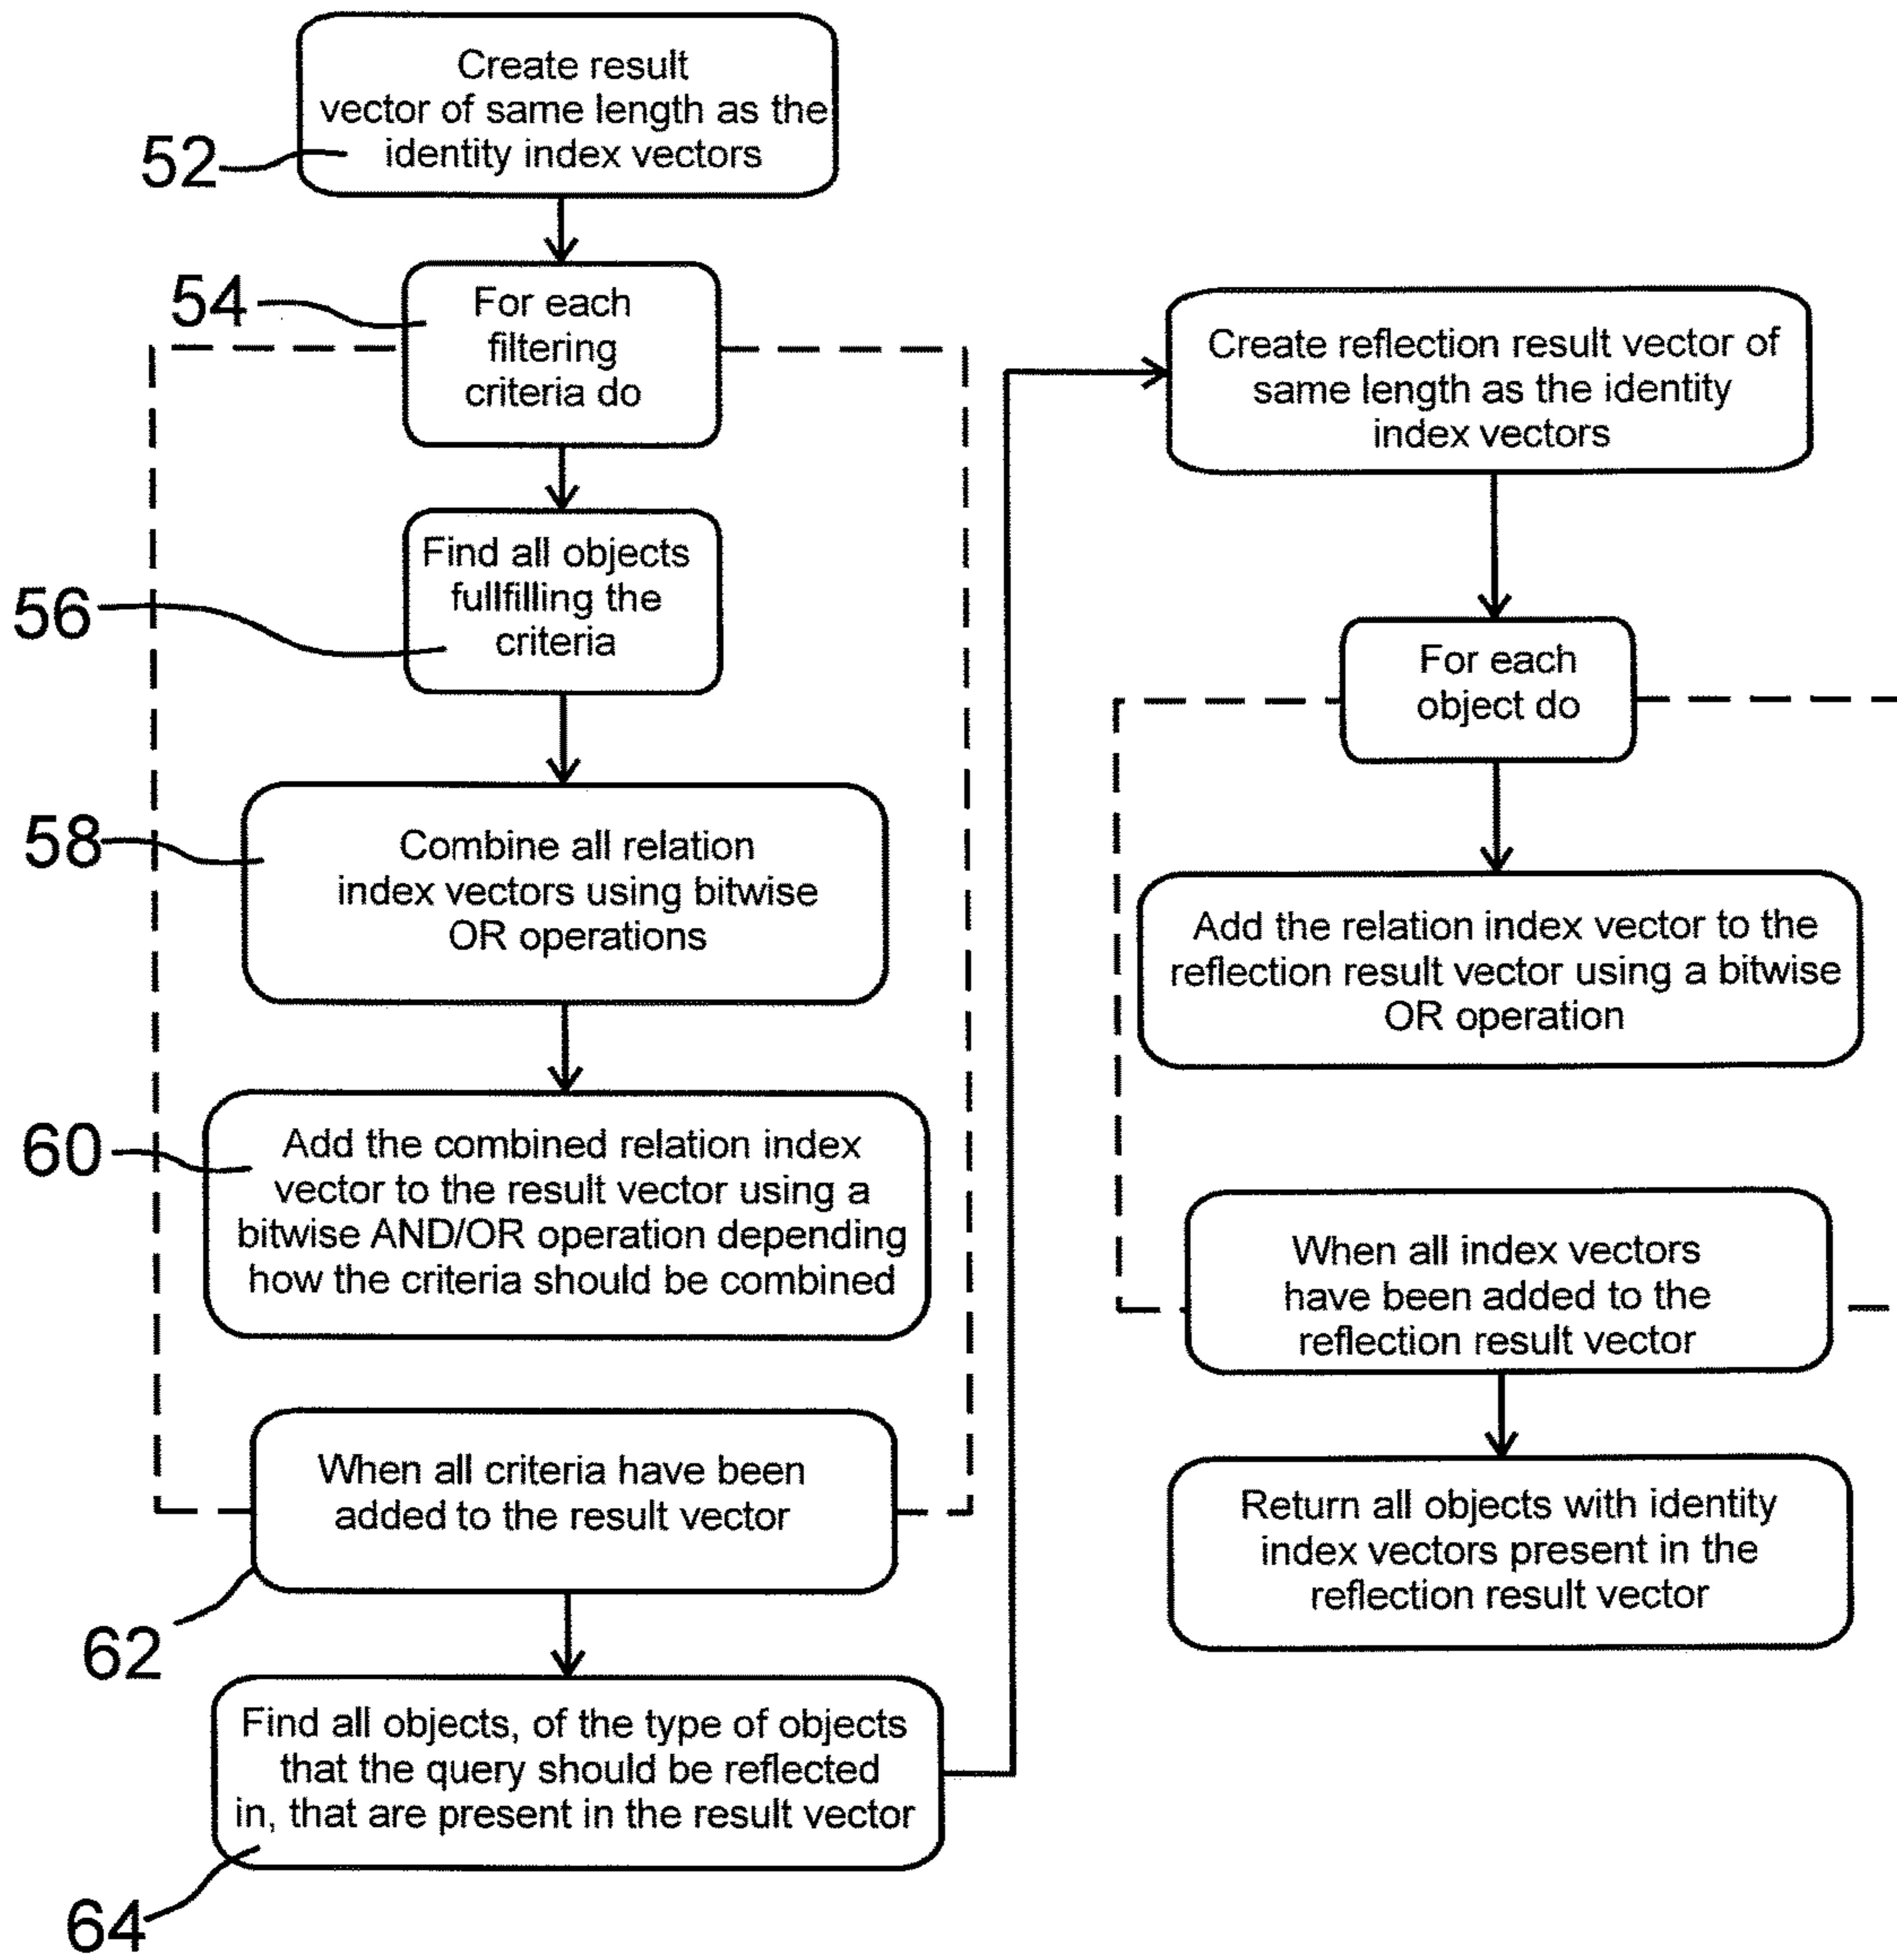 Create result
vector of same length as the
identity index vectors
52
54
For each
filtering
criteria do
Find all objects
fullfilling the
criteria
56
58
Combine all relation
index vectors using bitwise
OR operations
60
Add the combined relation index
vector to the result vector using a
bitwise AND/OR operation depending
how the criteria should be combined
When all criteria have been
added to the result vector
62
Find all objects, of the type of objects
that the query should be reflected
in, that are present in the result vector
64
Create reflection result vector of
same length as the identity
index vectors
For each
object do
Add the relation index vector to the
reflection result vector using a bitwise
OR operation
When all index vectors
have been added to the
reflection result vector
Return all objects with identity
index vectors present in the
reflection result vector